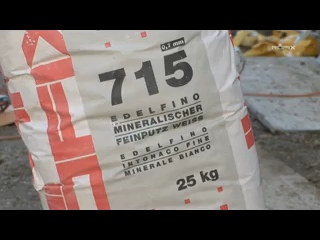 0,7 mm
715
EDELFINO
MINERALISCHER
FEINPUTZ WEISS
EDELFINO
INTONACO FINE
MINERALE BIANCO
25 kg